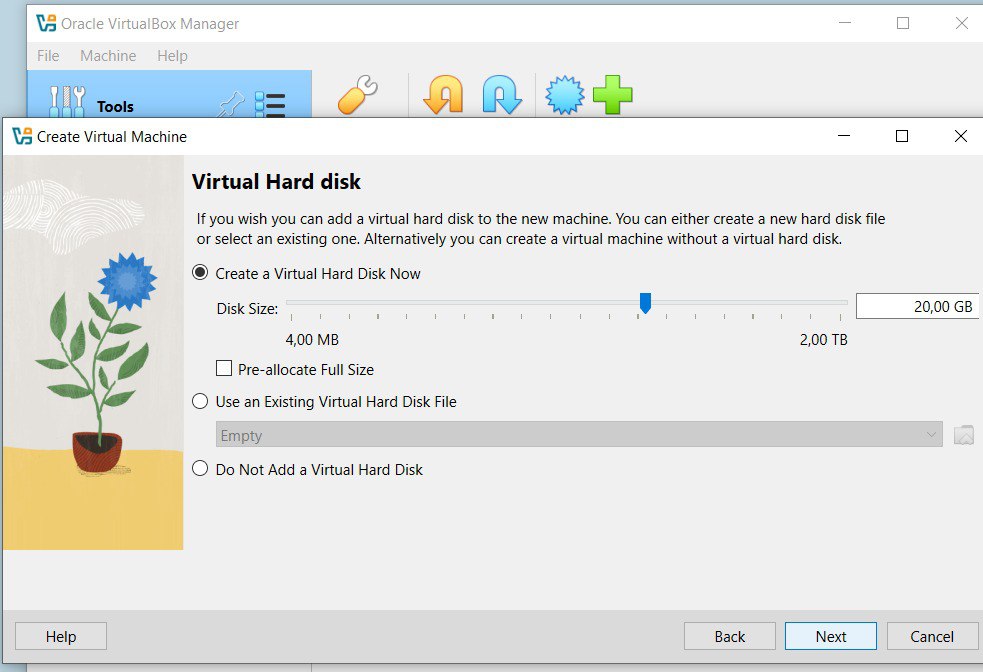 Oracle VirtualBox Manager
File Machine Help
Tools
Create Virtual Machine
Virtual Hard disk
If you wish you can add a virtual hard disk to the new machine. You can either create a new hard disk file
or select an existing one. Alternatively you can create a virtual machine without a virtual hard disk.
Create a Virtual Hard Disk Now
Disk Size: 20,00 GB
4,00 MB 2,00 TB
Pre-allocate Full Size
Use an Existing Virtual Hard Disk File
Empty
Do Not Add a Virtual Hard Disk
Help Back Next Cancel